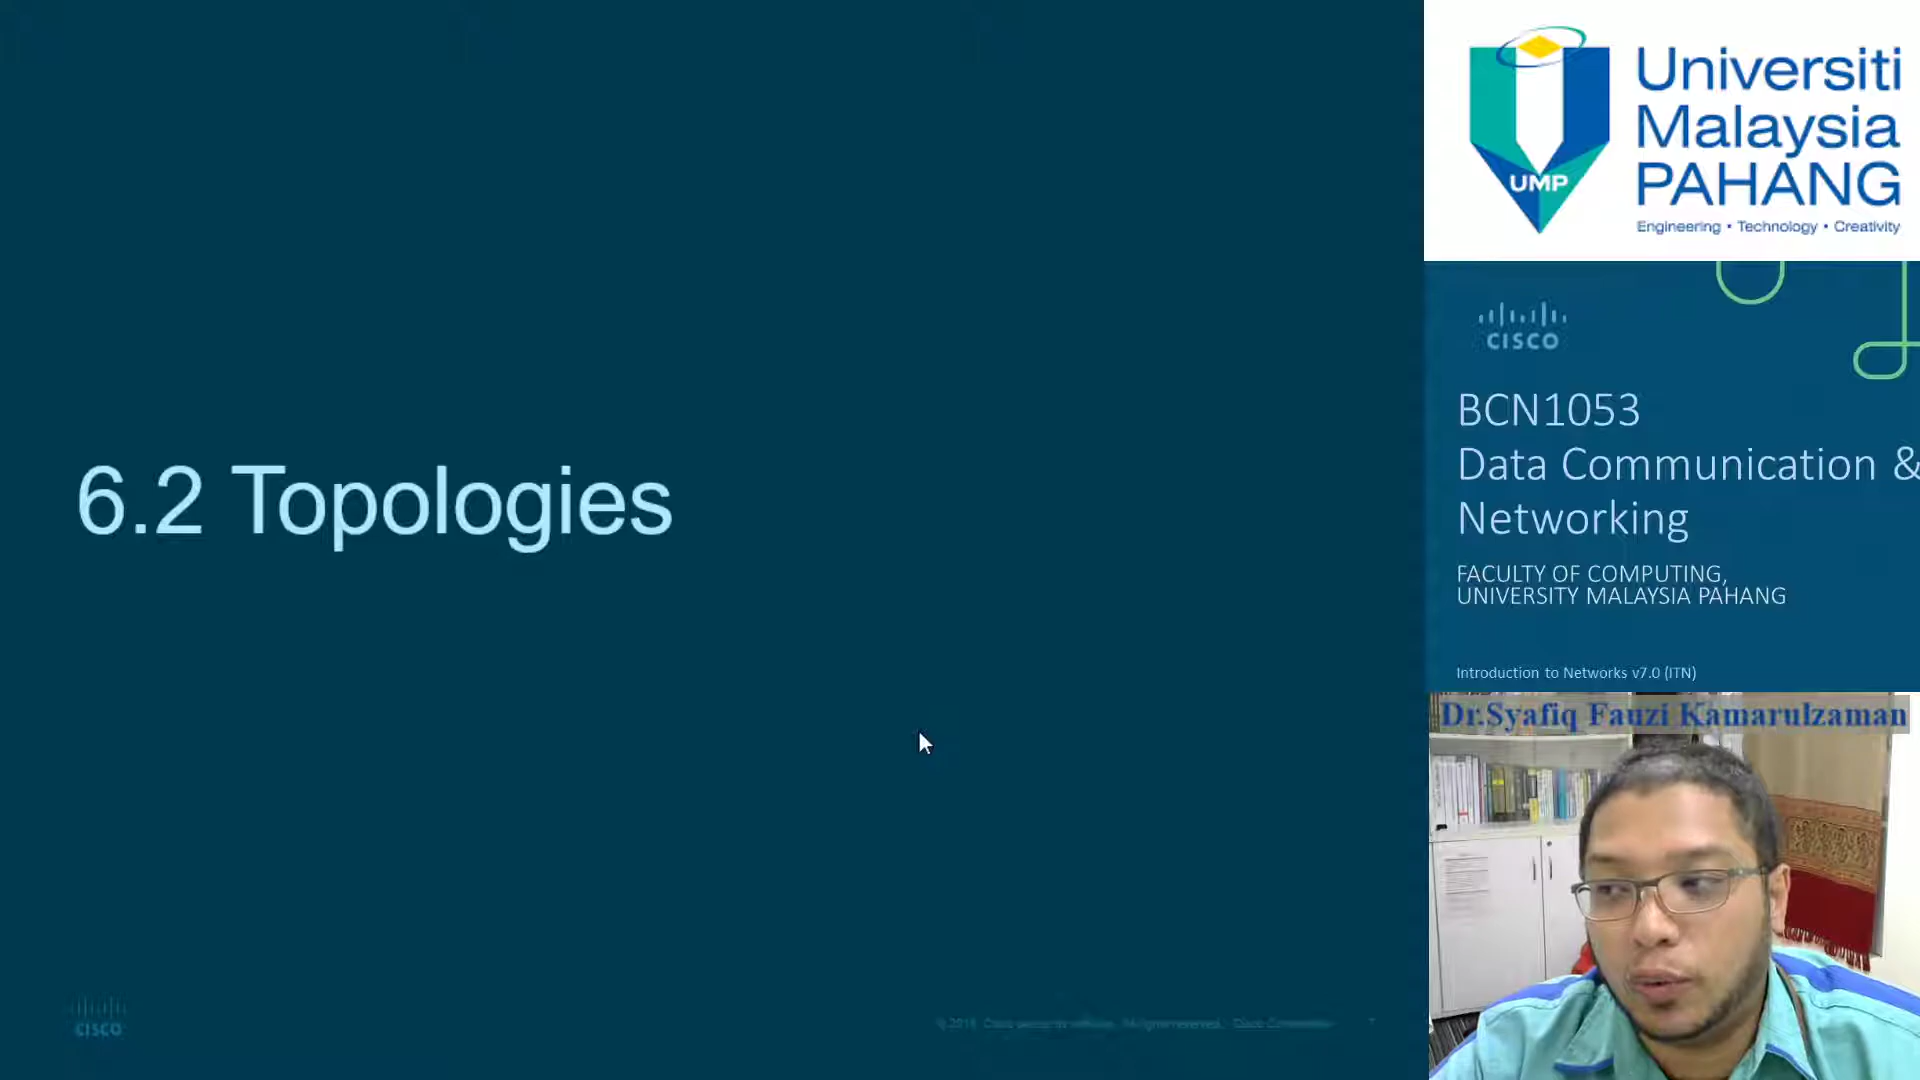 6.2 Topologies
CISCO
Universiti
Malaysia
PAHANG
Engineering • Technology • Creativity
UMP
CISCO
BCN1053
Data Communication &
Networking
FACULTY OF COMPUTING,
UNIVERSITY MALAYSIA PAHANG
Introduction to Networks v7.0 (ITN)
Dr.Syafiq Fauzi Kamarulzaman